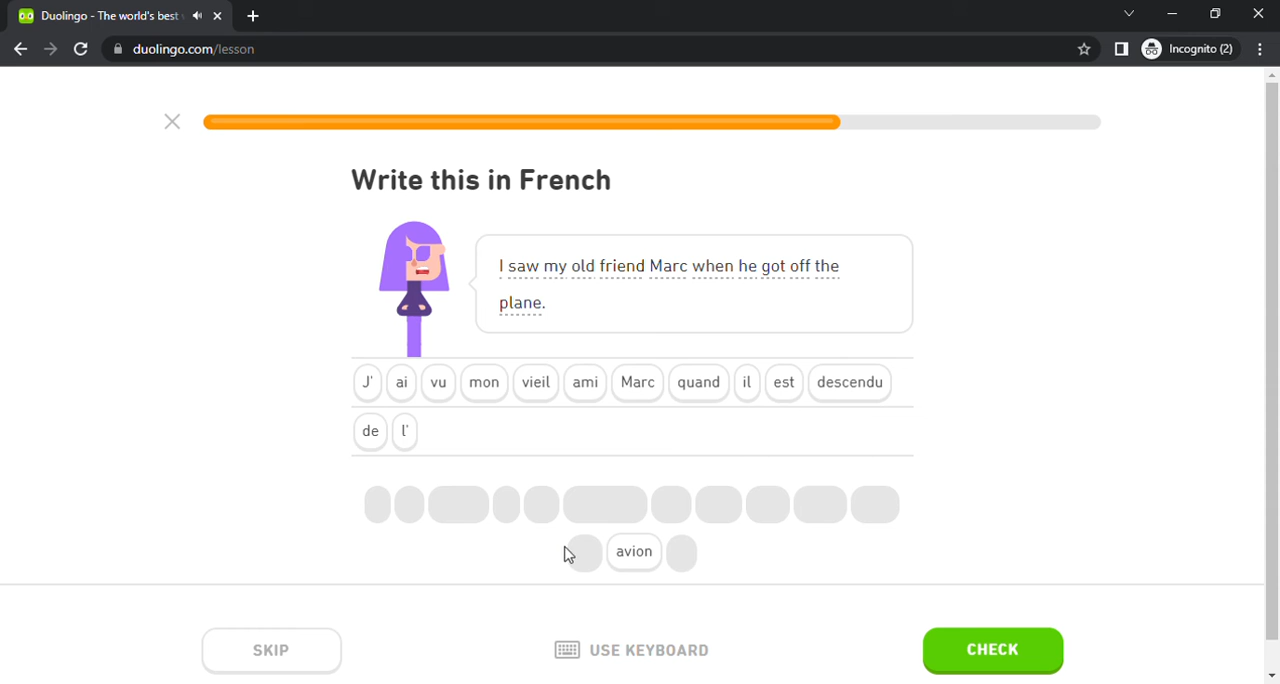 Duolingo - The world's best
duolingo.com/lesson
Incognito (2)
Write this in French
I saw my old friend Marc when he got off the
plane.
J' ai vu mon vieil ami Marc quand il est descendu
de l'
avion
SKIP
USE KEYBOARD
CHECK